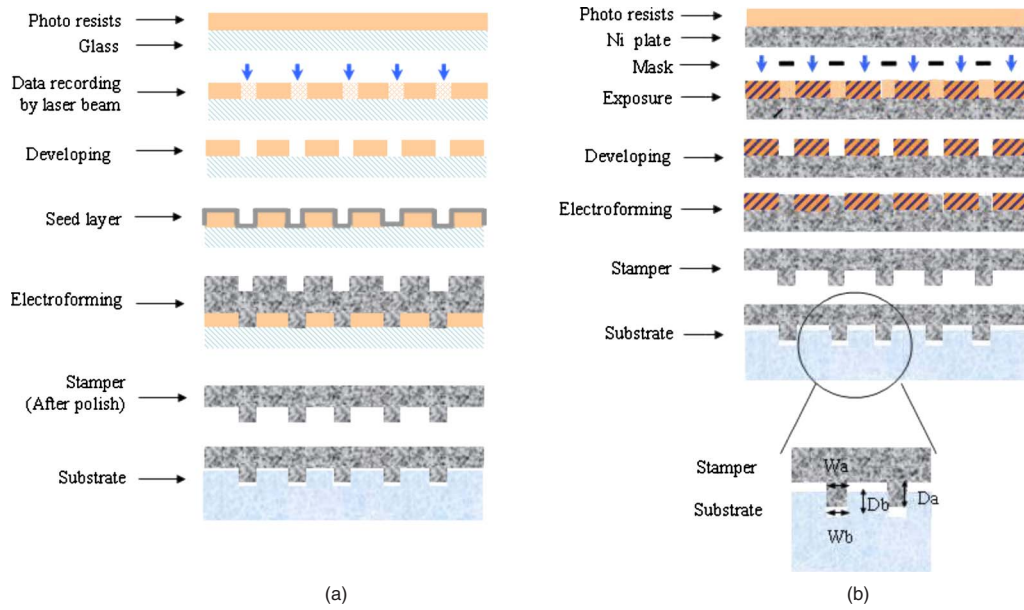 Photo resists
Glass
Data recording
by laser beam
Developing
Seed layer
Electroforming
Stamper
(After polish)
Substrate
(a)
Photo resists
Ni plate
Mask
Exposure
Developing
Electroforming
Stamper
Substrate
Stamper
Wa
Substrate
Db
Da
Wb
(b)